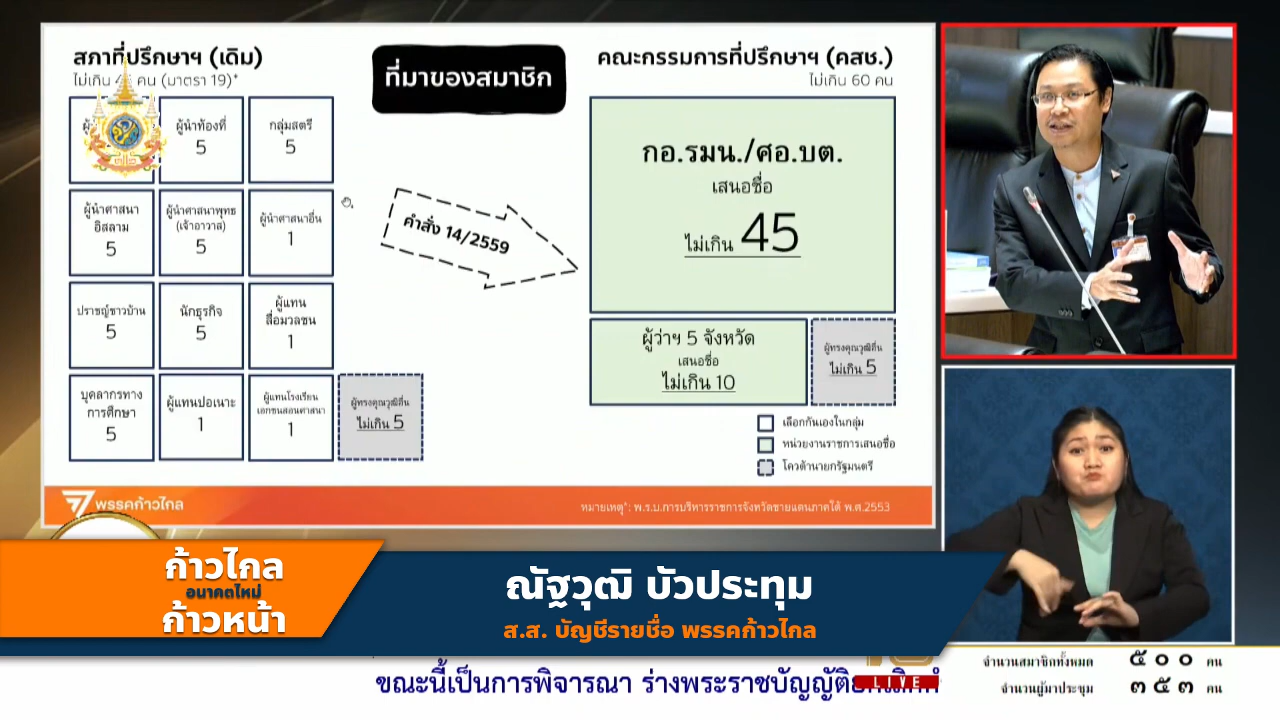 สภาที่ปรึกษาฯ (เดิม)
ไม่เกิน คน (มาตรา 19)*
ที่มาของสมาชิก
คณะกรรมการที่ปรึกษาฯ (คสช.)
ไม่เกิน 60 คน
ผู้นำท้องที่
5
กลุ่มสตรี
5
ผู้นำศาสนา
อิสลาม
5
ผู้นำศาสนาพุทธ
(เจ้าอาวาส)
5
ผู้นำศาสนาอื่น
1
ปราชญ์ชาวบ้าน
5
นักธุรกิจ
5
ผู้แทน
สื่อมวลชน
1
บุคลากรทาง
การศึกษา
5
ผู้แทนปอเนาะ
1
ผู้แทนโรงเรียน
เอกชนสอนศาสนา
1
ผู้ทรงคุณวุฒิอื่น
ไม่เกิน 5
คำสั่ง 14/2559
กอ.รมน./ศอ.บต.
เสนอชื่อ
ไม่เกิน 45
ผู้ว่าฯ 5 จังหวัด
เสนอชื่อ
ไม่เกิน 10
ผู้ทรงคุณวุฒิอื่น
ไม่เกิน 5
เลือกกันเองในกลุ่ม
หน่วยงานราชการเสนอชื่อ
โควต้านายกรัฐมนตรี
พรรคก้าวไกล
หมายเหตุ*: พ.ร.บ.การบริหารราชการจังหวัดชายแดนภาคใต้ พ.ศ.2553
ก้าวไกล
อนาคตใหม่
ก้าวหน้า
ณัฐวุฒิ บัวประทุม
ส.ส. บัญชีรายชื่อ พรรคก้าวไกล
ขณะนี้เป็นการพิจารณา ร่างพระราชบัญญัติ
LIVE
จำนวนสมาชิกทั้งหมด ๕๐๐ คน
จำนวนผู้มาประชุม ๓๕๓ คน